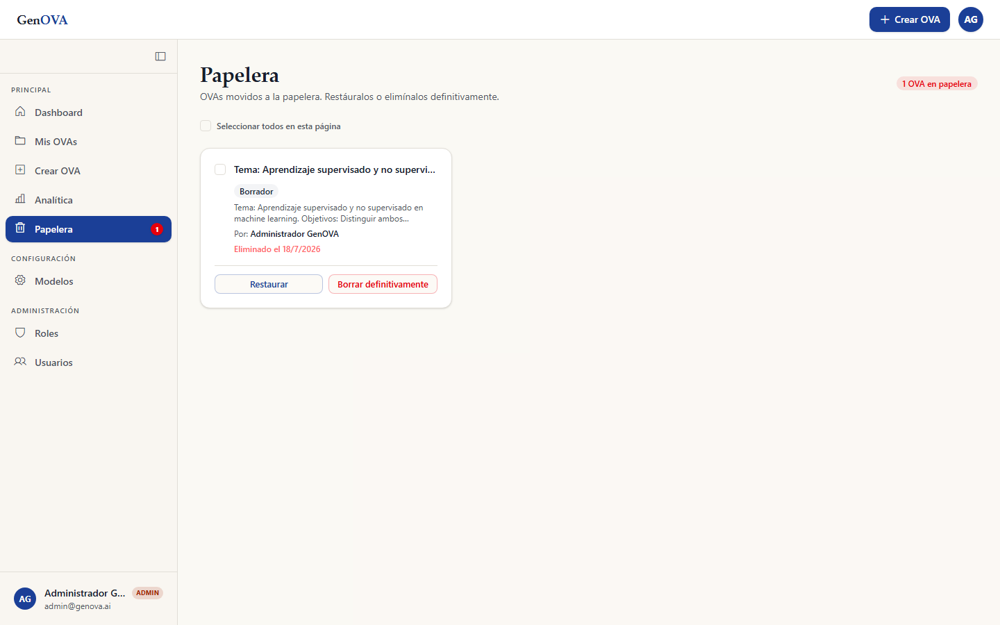 GenOVA
Crear OVA
AG
PRINCIPAL
Dashboard
Mis OVAs
Crear OVA
Analítica
Papelera
1
CONFIGURACIÓN
Modelos
ADMINISTRACIÓN
Roles
Usuarios
AG
Administrador G...
ADMIN
admin@genova.ai
Papelera
OVAs movidos a la papelera. Restáuralos o elimínalos definitivamente.
1 OVA en papelera
Seleccionar todos en esta página
Tema: Aprendizaje supervisado y no supervi...
Borrador
Tema: Aprendizaje supervisado y no supervisado en
machine learning. Objetivos: Distinguir ambos...
Por: Administrador GenOVA
Eliminado el 18/7/2026
Restaurar
Borrar definitivamente